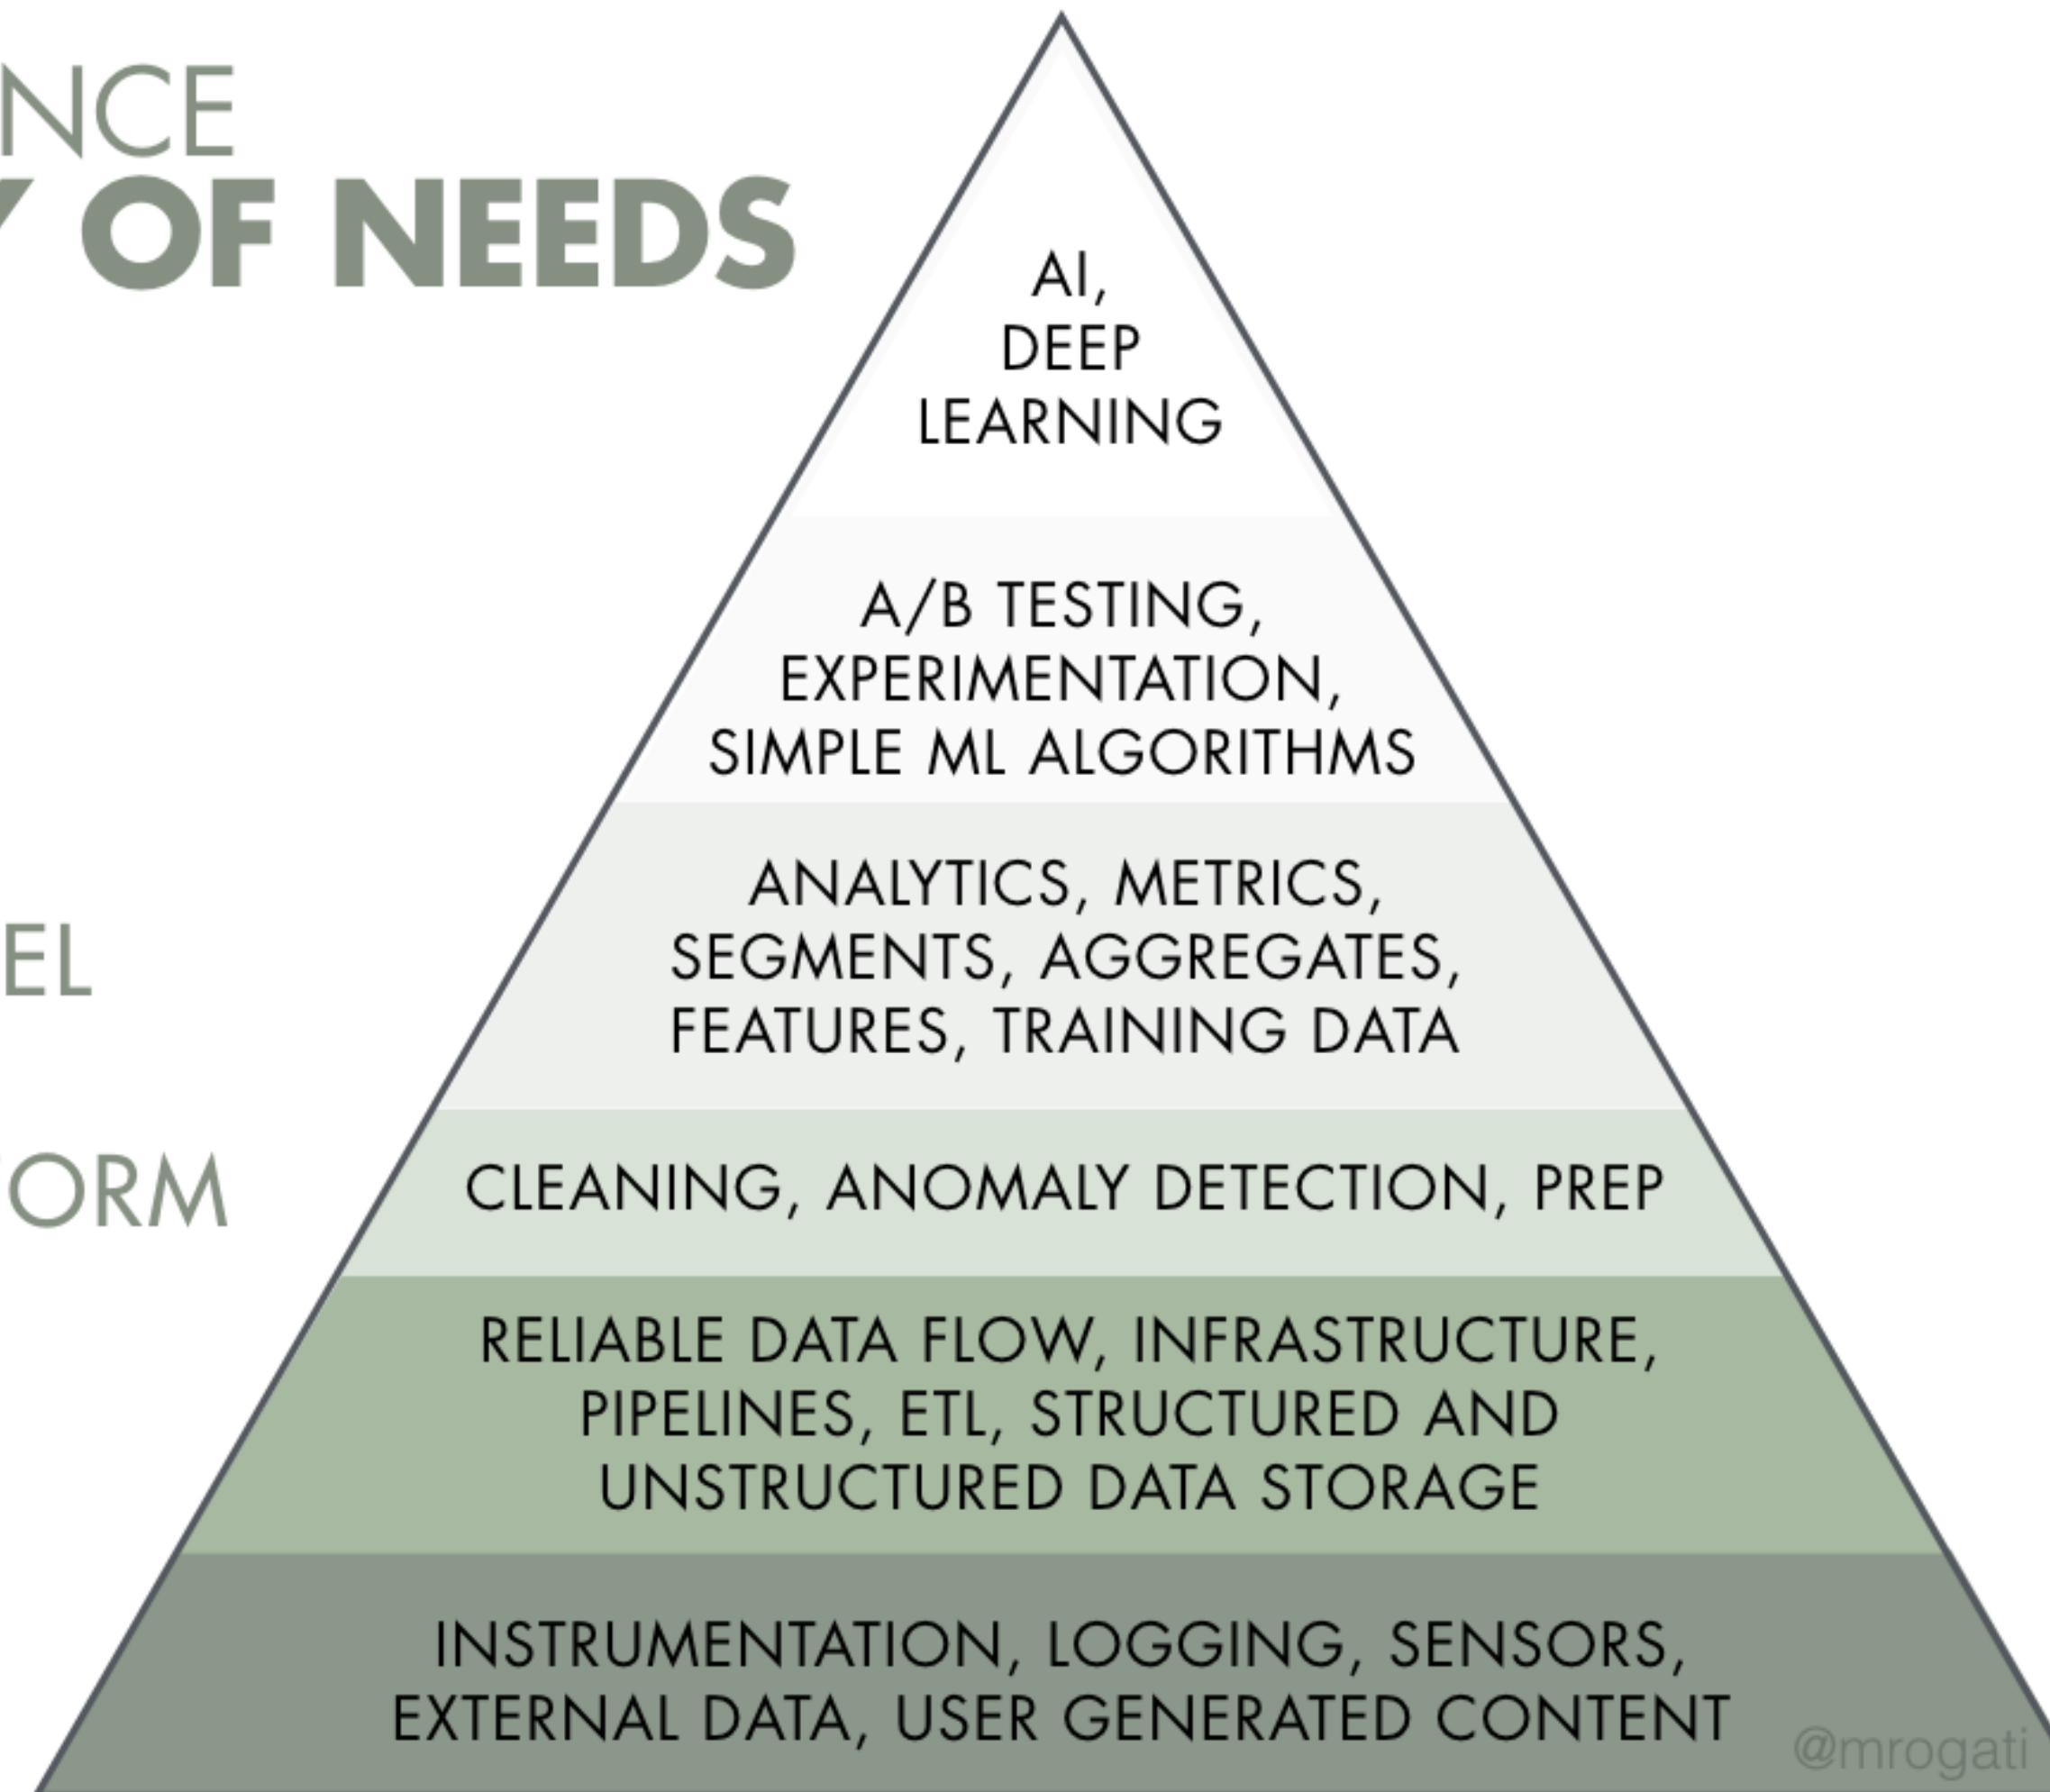 NCE
Y OF NEEDS
AI,
DEEP
LEARNING
A/B TESTING,
EXPERIMENTATION,
SIMPLE ML ALGORITHMS
EL
ANALYTICS, METRICS,
SEGMENTS, AGGREGATES,
FEATURES, TRAINING DATA
ORM
CLEANING, ANOMALY DETECTION, PREP
RELIABLE DATA FLOW, INFRASTRUCTURE,
PIPELINES, ETL, STRUCTURED AND
UNSTRUCTURED DATA STORAGE
INSTRUMENTATION, LOGGING, SENSORS,
EXTERNAL DATA, USER GENERATED CONTENT
@mrogati